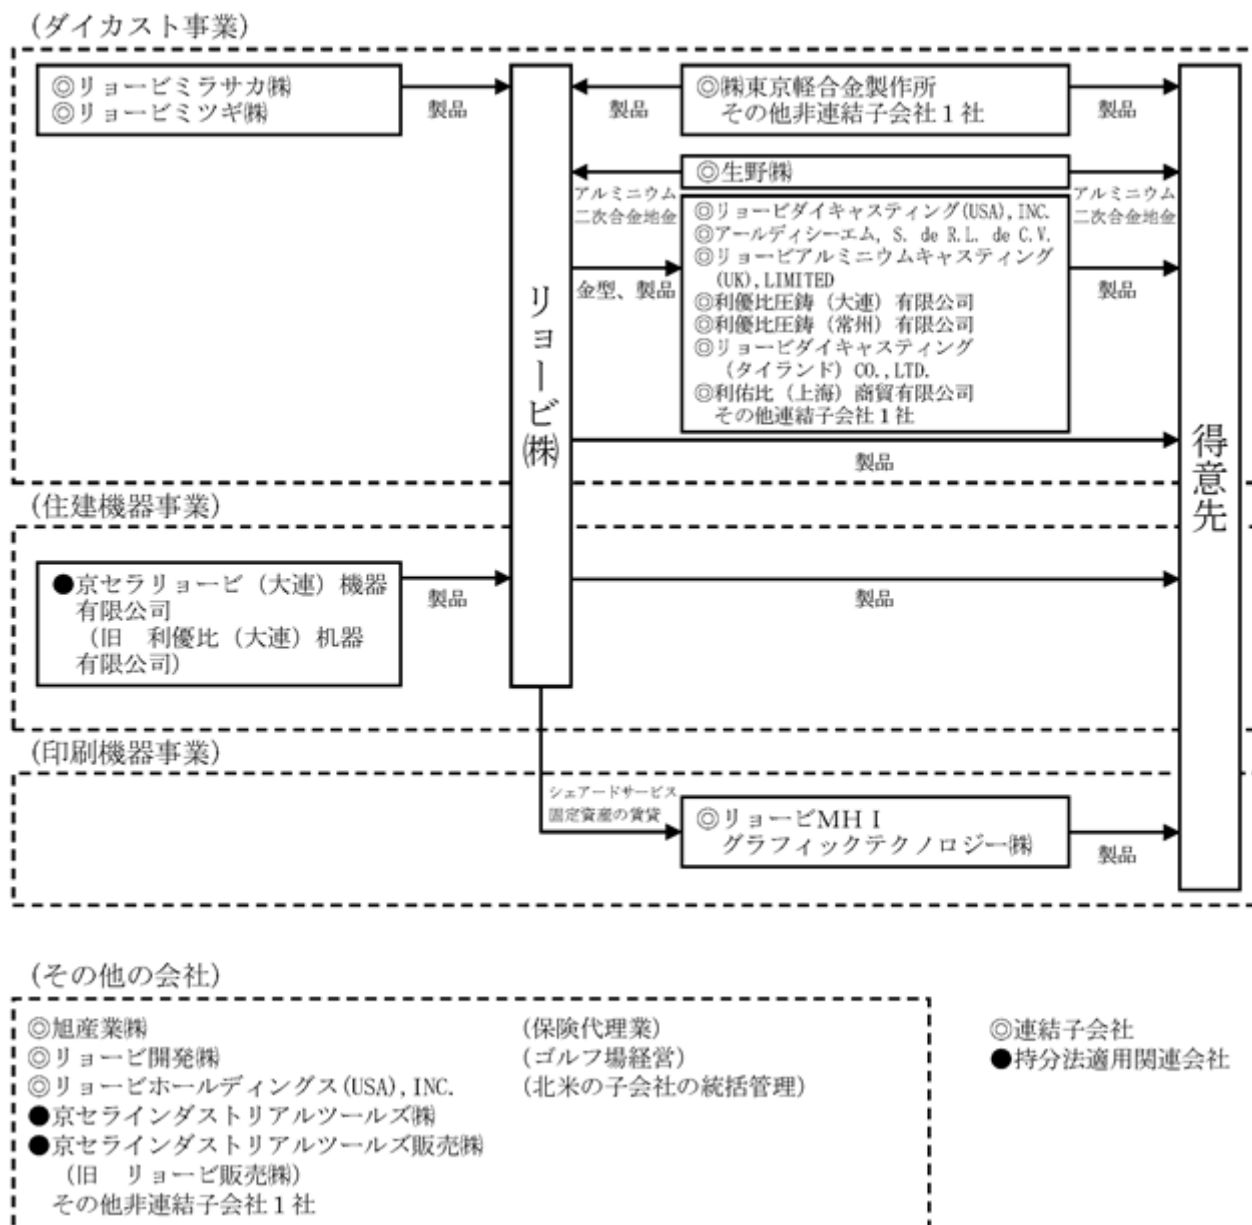 (ダイカスト事業)
◎リョービミラサカ㈱
◎リョービミツギ㈱
製品
リョービ㈱
製品
◎㈱東京軽合金製作所
その他非連結子会社1社
製品
得意先
◎生野㈱
アルミニウム
二次合金地金
アルミニウム
二次合金地金
◎リョービダイキャスティング(USA),INC.
◎アールディシーエム, S. de R.L. de C.V.
◎リョービアルミニウムキャスティング
(UK),LIMITED
◎利優比圧鋳(大連)有限公司
◎利優比圧鋳(常州)有限公司
◎リョービダイキャスティング
(タイランド) CO.,LTD.
◎利佑比(上海)商貿有限公司
その他連結子会社1社
金型、製品
製品
製品
(住建機器事業)
●京セラリョービ(大連)機器
有限公司
(旧 利優比(大連)机器
有限公司)
製品
製品
(印刷機器事業)
シェアードサービス
固定資産の賃貸
◎リョービMHI
グラフィックテクノロジー㈱
製品
(その他の会社)
◎旭産業㈱ (保険代理業)
◎リョービ開発㈱ (ゴルフ場経営)
◎リョービホールディングス(USA),INC. (北米の子会社の統括管理)
●京セラインダストリアルツールズ㈱
●京セラインダストリアルツールズ販売㈱
(旧 リョービ販売㈱)
その他非連結子会社1社
◎連結子会社
●持分法適用関連会社